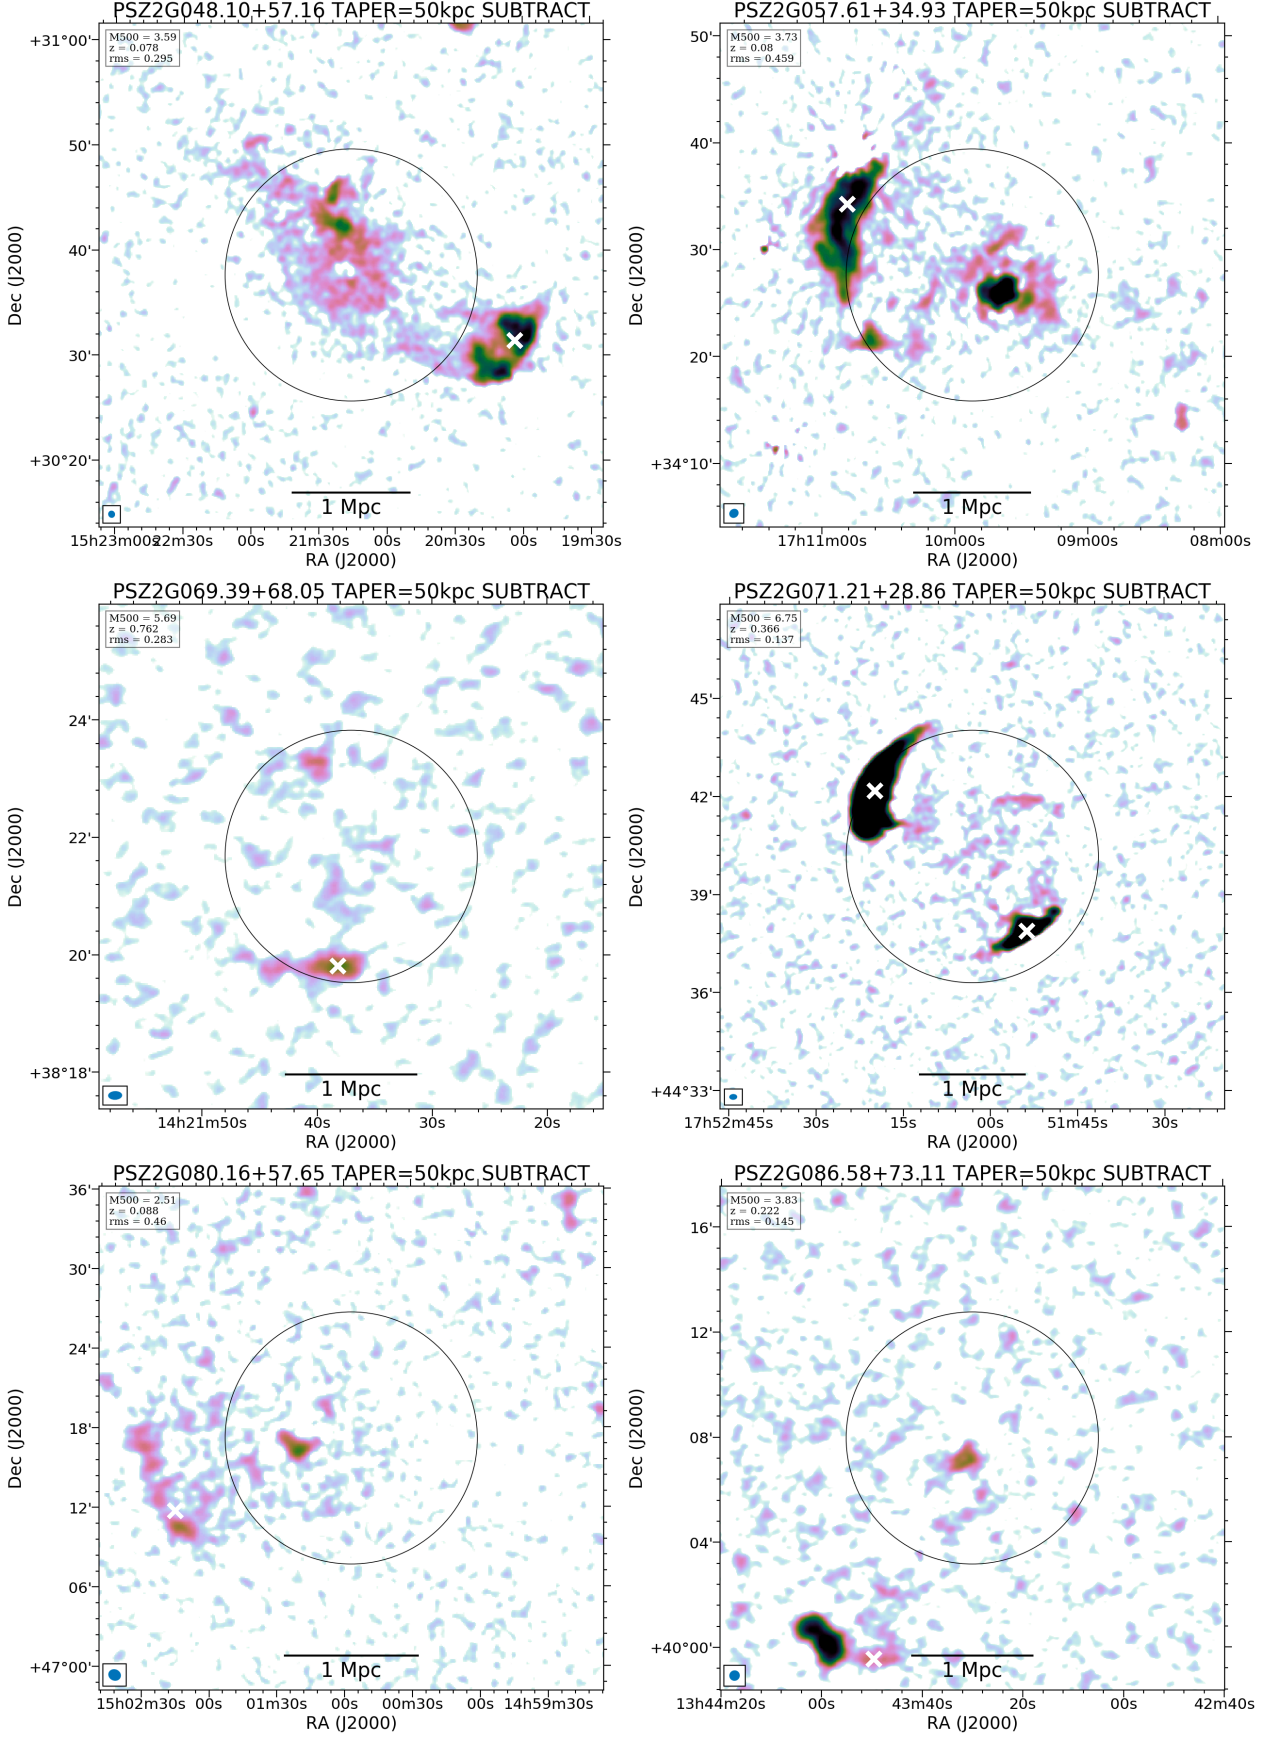 PSZ2G048.10+57.16 TAPER=50kpc SUBTRACT
M500 = 3.59
z = 0.078
rms = 0.295
+31°00'
50'
40'
30'
+30°20'
Dec (J2000)
1 Mpc
15h23m00s 22m30s 00s 21m30s 00s 20m30s 00s 19m30s
RA (J2000)
PSZ2G057.61+34.93 TAPER=50kpc SUBTRACT
M500 = 3.73
z = 0.08
rms = 0.459
50'
40'
30'
20'
+34°10'
Dec (J2000)
1 Mpc
17h11m00s 10m00s 09m00s 08m00s
RA (J2000)
PSZ2G069.39+68.05 TAPER=50kpc SUBTRACT
M500 = 5.69
z = 0.762
rms = 0.283
24'
22'
20'
+38°18'
Dec (J2000)
1 Mpc
14h21m50s 40s 30s 20s
RA (J2000)
PSZ2G071.21+28.86 TAPER=50kpc SUBTRACT
M500 = 6.75
z = 0.366
rms = 0.137
45'
42'
39'
36'
+44°33'
Dec (J2000)
1 Mpc
17h52m45s 30s 15s 00s 51m45s 30s
RA (J2000)
PSZ2G080.16+57.65 TAPER=50kpc SUBTRACT
M500 = 2.51
z = 0.088
rms = 0.46
36'
30'
24'
18'
12'
06'
+47°00'
Dec (J2000)
1 Mpc
15h02m30s 00s 01m30s 00s 00m30s 00s 14h59m30s
RA (J2000)
PSZ2G086.58+73.11 TAPER=50kpc SUBTRACT
M500 = 3.83
z = 0.222
rms = 0.145
16'
12'
08'
04'
+40°00'
Dec (J2000)
1 Mpc
13h44m20s 00s 43m40s 20s 00s 42m40s
RA (J2000)